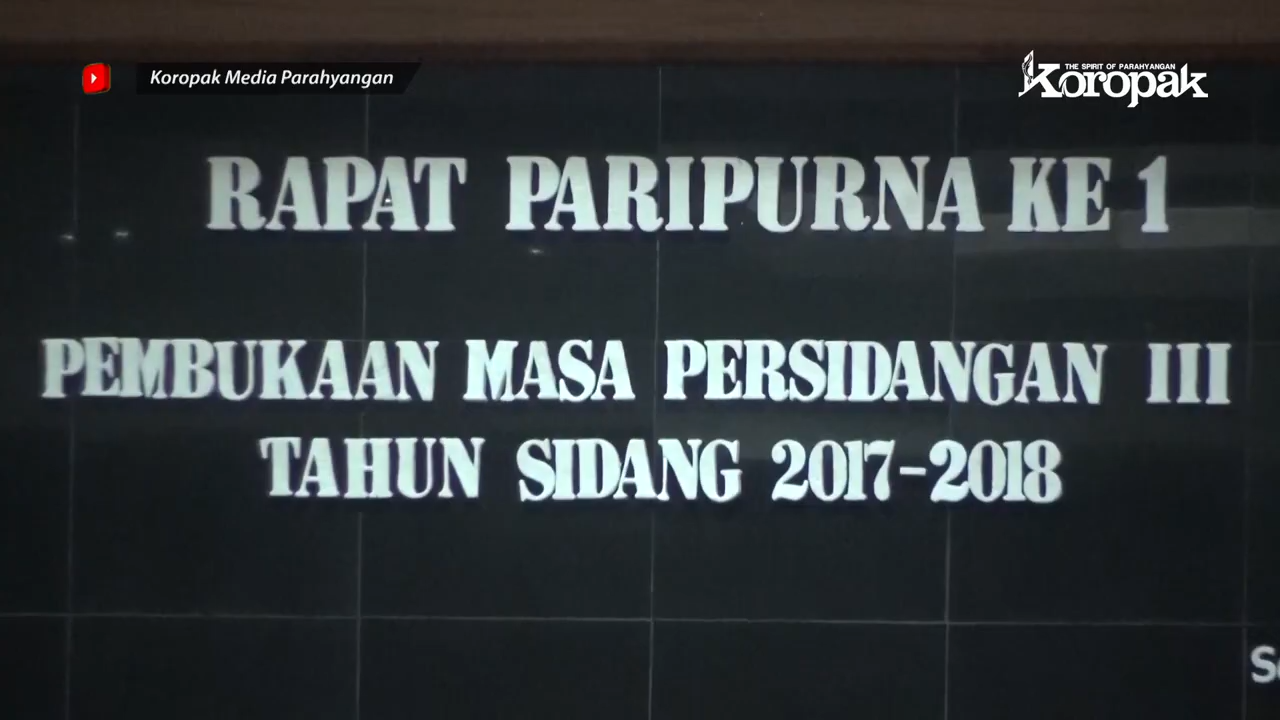 Koropak Media Parahyangan
THE SPIRIT OF PARAHYANGAN
Koropak
RAPAT PARIPURNA KE 1
PEMBUKAAN MASA PERSIDANGAN III
TAHUN SIDANG 2017-2018